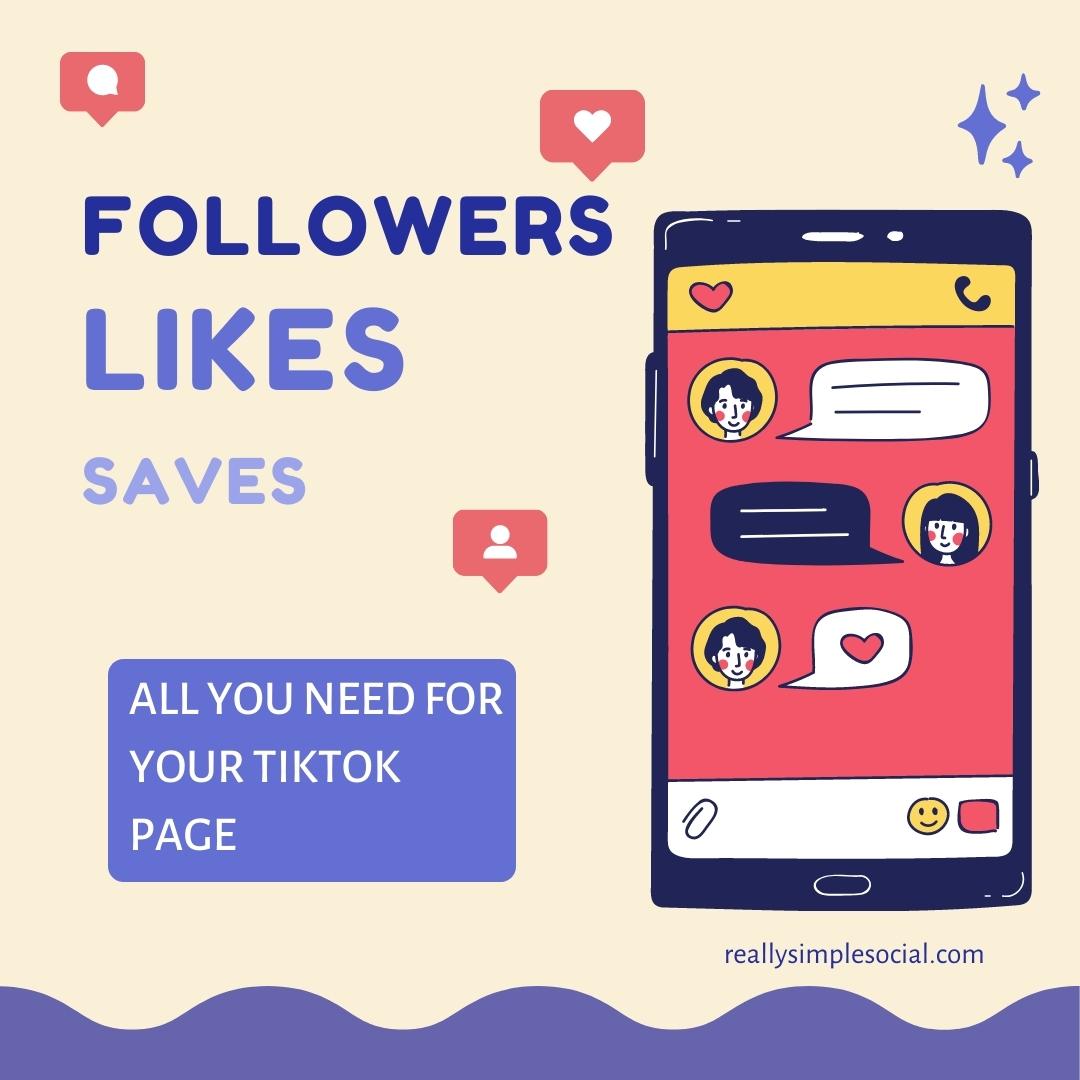 FOLLOWERS
LIKES
SAVES
ALL YOU NEED FOR
YOUR TIKTOK
PAGE
reallysimplesocial.com